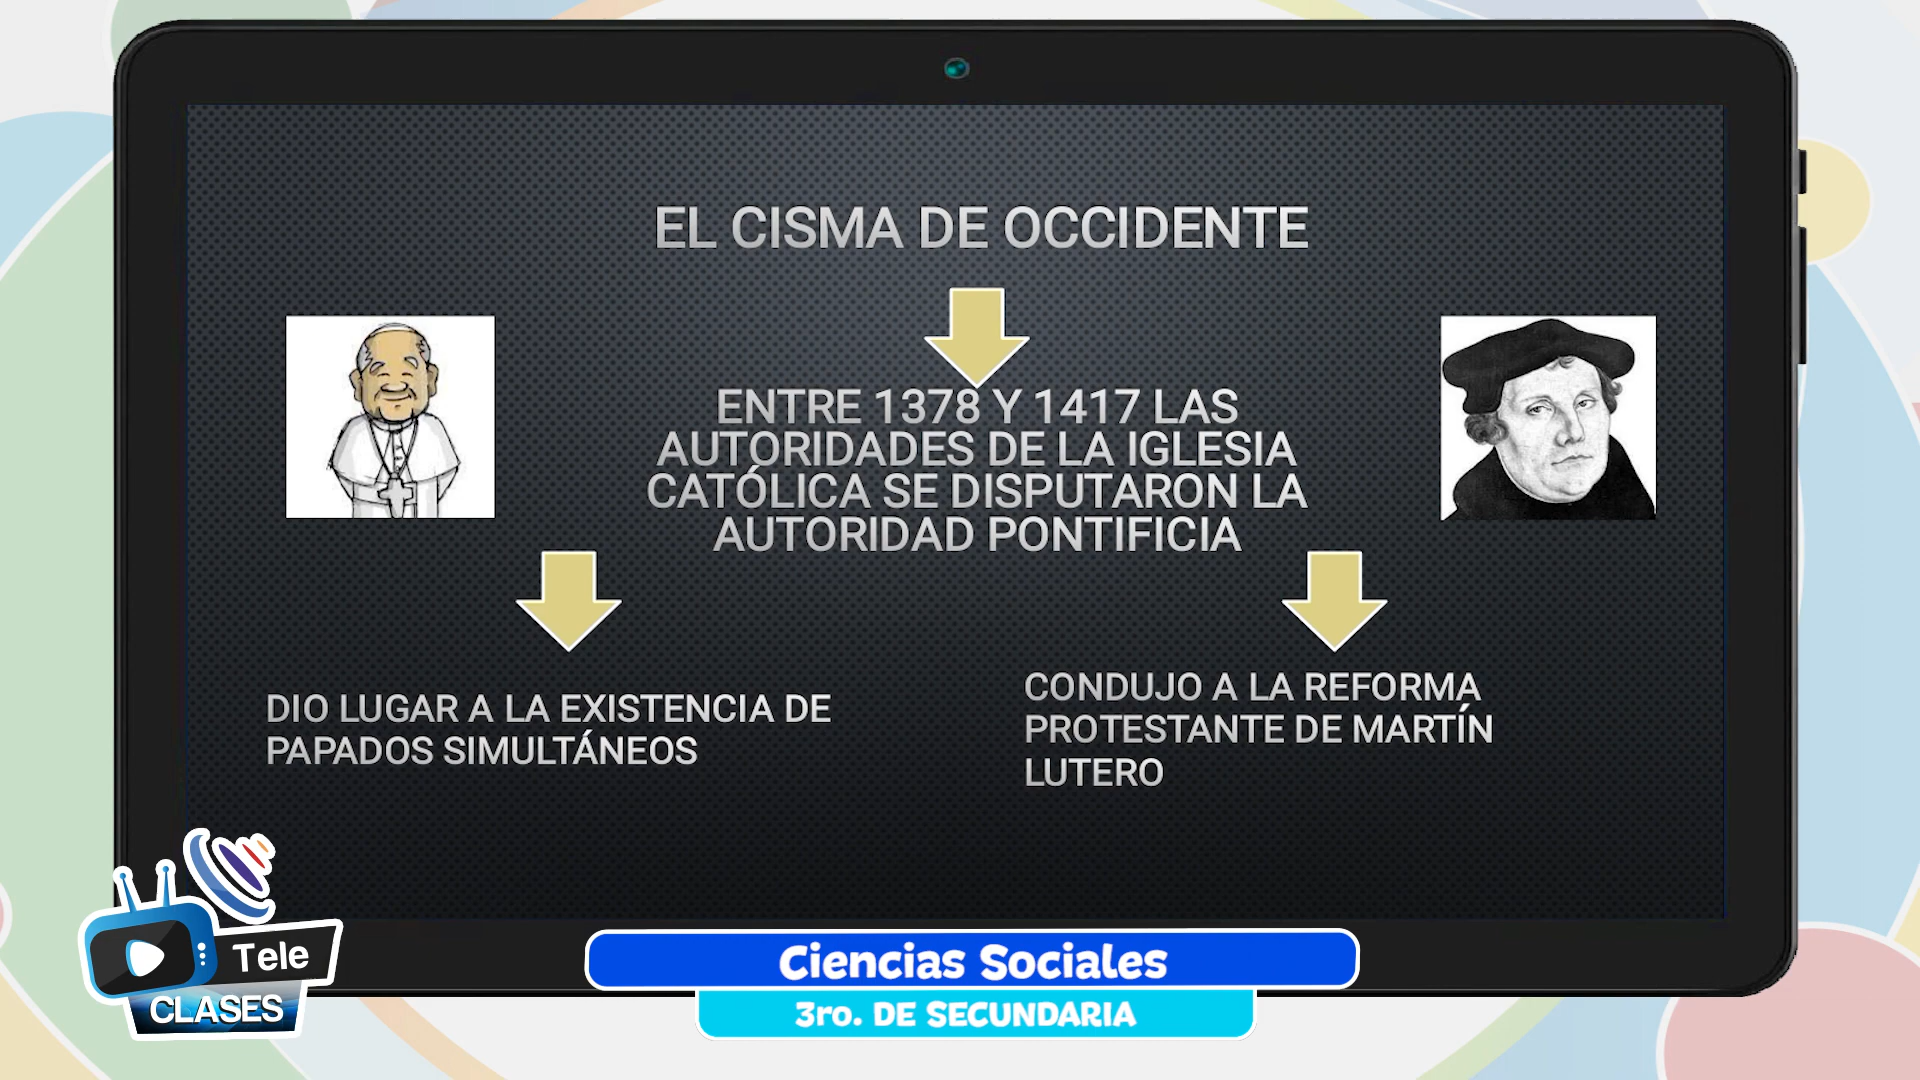 EL CISMA DE OCCIDENTE
ENTRE 1378 Y 1417 LAS
AUTORIDADES DE LA IGLESIA
CATÓLICA SE DISPUTARON LA
AUTORIDAD PONTIFICIA
DIO LUGAR A LA EXISTENCIA DE
PAPADOS SIMULTÁNEOS
CONDUJO A LA REFORMA
PROTESTANTE DE MARTÍN
LUTERO
Tele
CLASES
Ciencias Sociales
3ro. DE SECUNDARIA